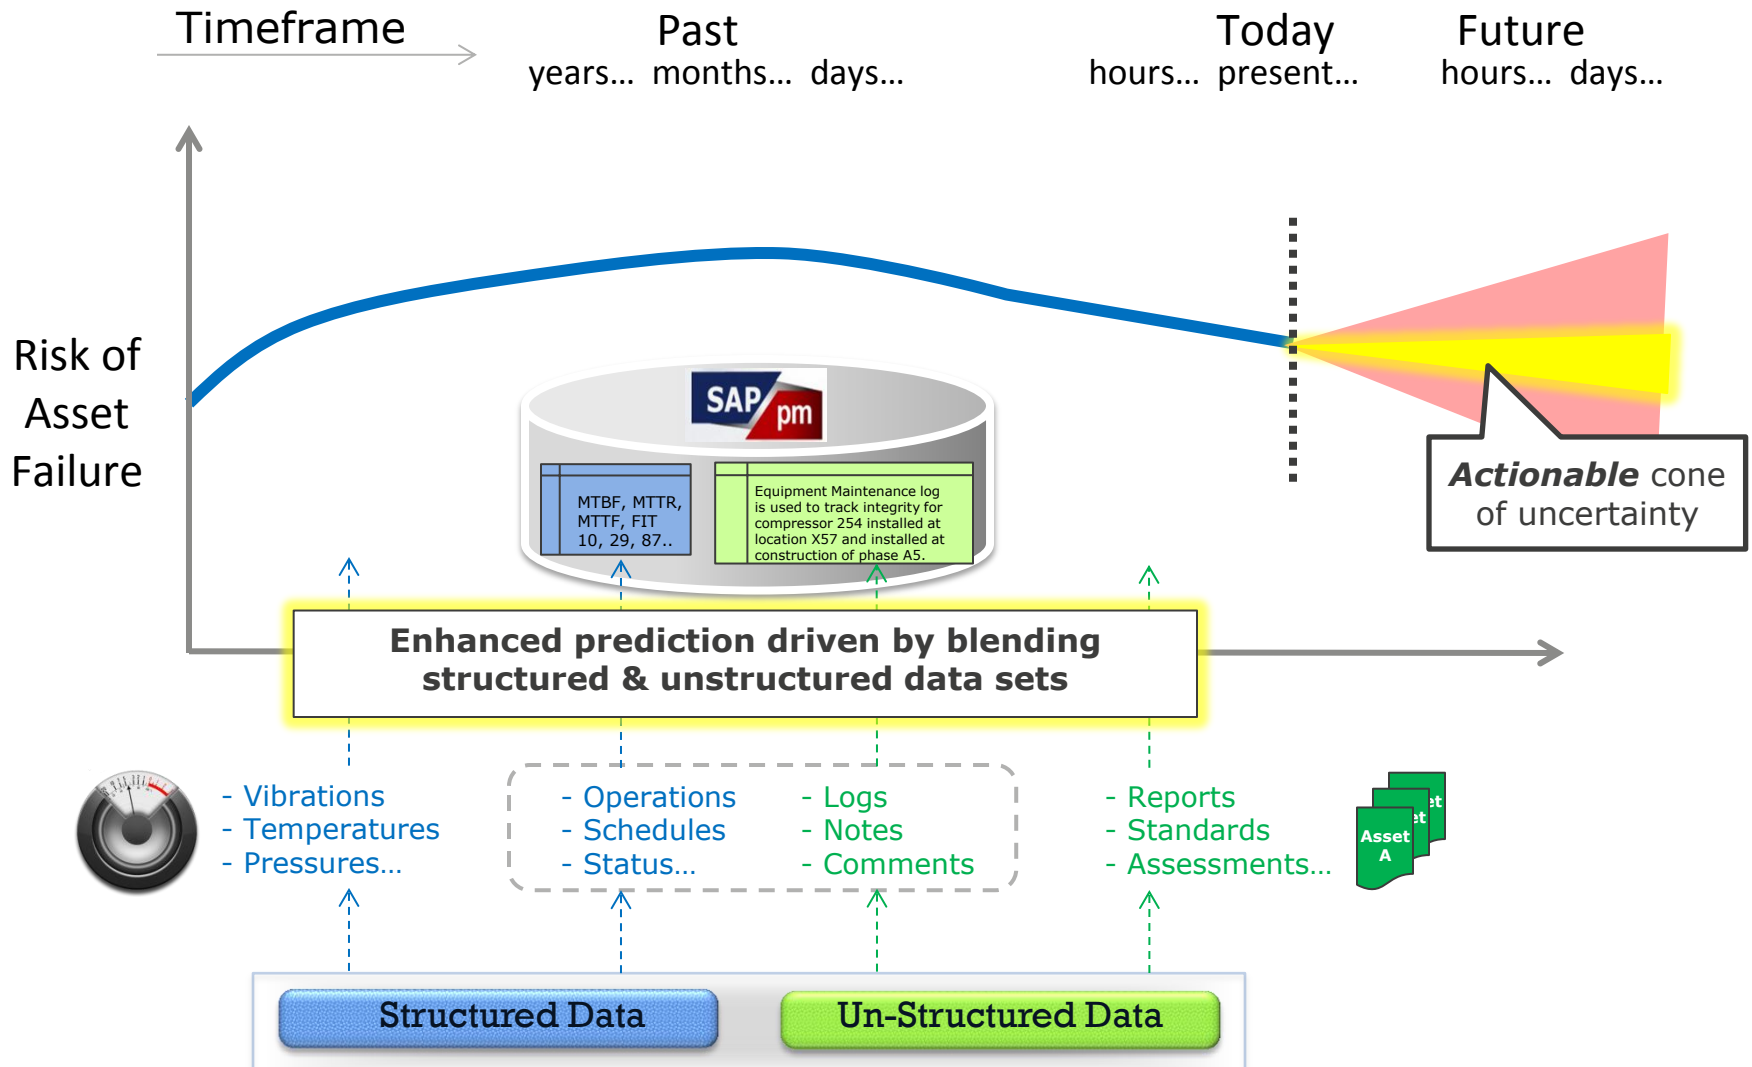 Timeframe
Past
Today
Future
years... months... days...
hours... present...
hours... days...
Risk of
Asset
Failure
SAP pm
MTBF, MTTR,
MTTF, FIT
10, 29, 87..
Equipment Maintenance log
is used to track integrity for
compressor 254 installed at
location X57 and installed at
construction of phase A5.
Actionable cone
of uncertainty
Enhanced prediction driven by blending
structured & unstructured data sets
- Vibrations
- Temperatures
- Pressures...
- Operations
- Schedules
- Status...
- Logs
- Notes
- Comments
- Reports
- Standards
- Assessments...
et
et
Asset
A
Structured Data
Un-Structured Data